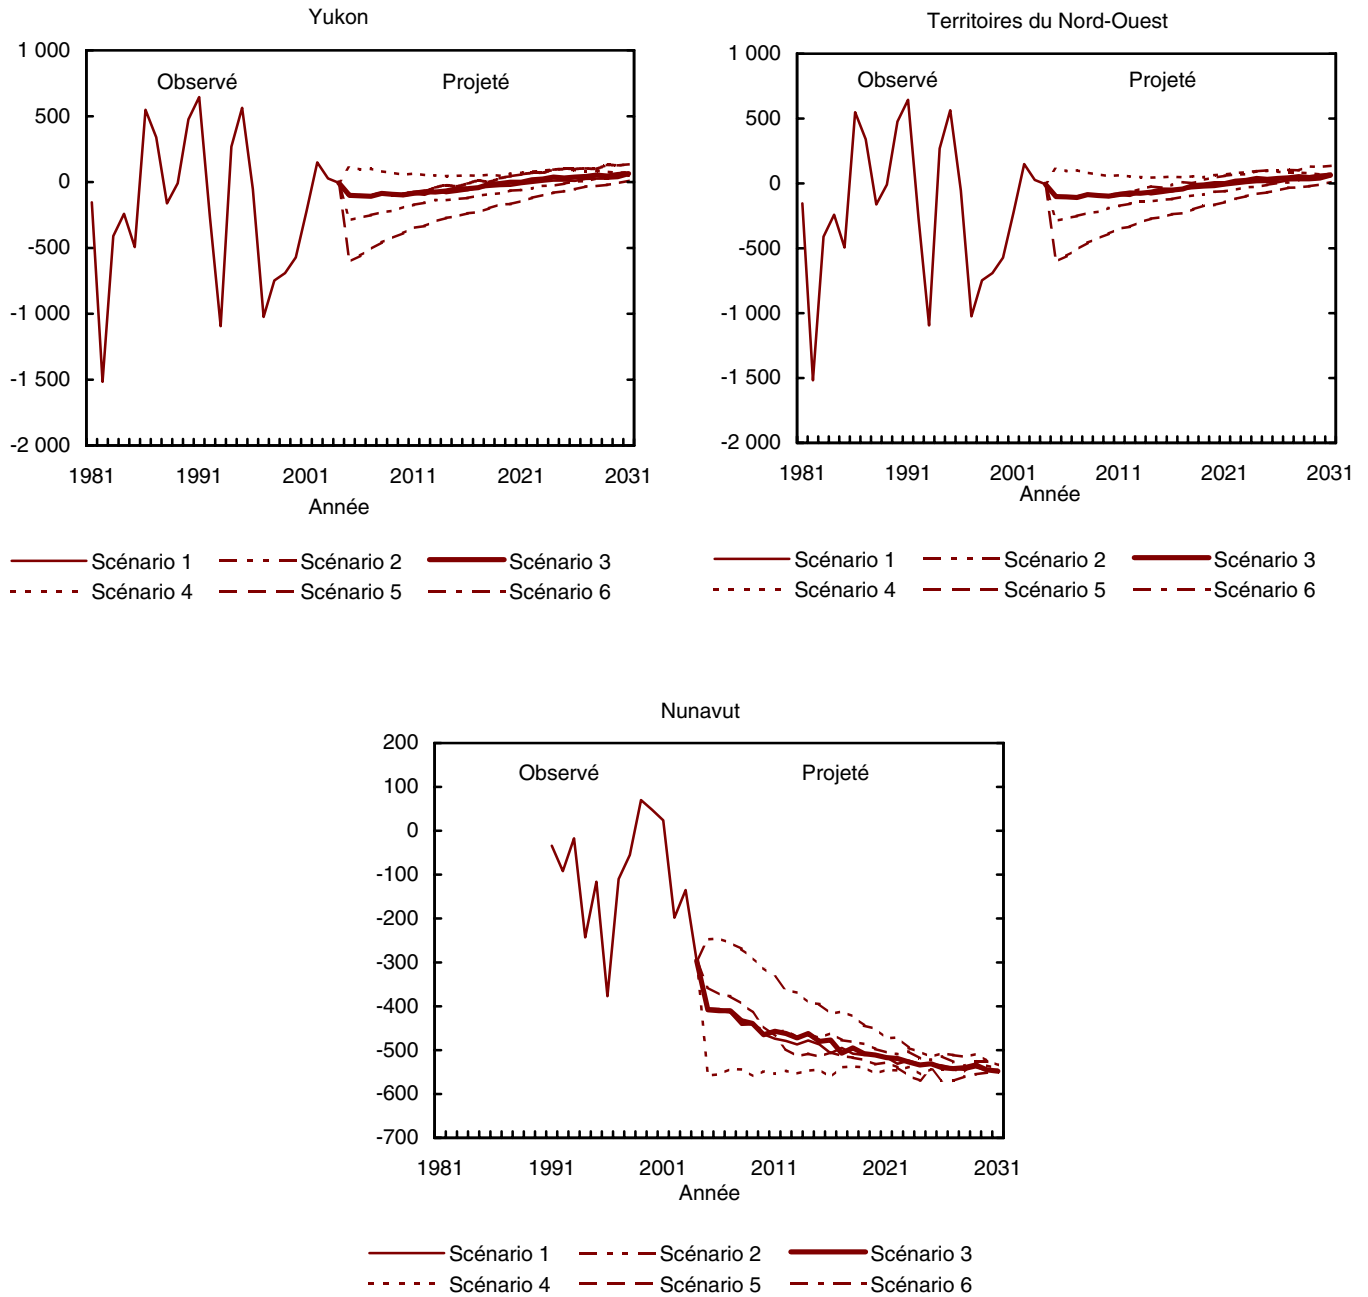 Yukon
1 000
500
0
-500
-1 000
-1 500
-2 000
Observé
Projeté
1981 1991 2001 2011 2021 2031
Année
Scénario 1 Scénario 2 Scénario 3
Scénario 4 Scénario 5 Scénario 6
Territoires du Nord-Ouest
1 000
500
0
-500
-1 000
-1 500
-2 000
Observé
Projeté
1981 1991 2001 2011 2021 2031
Année
Scénario 1 Scénario 2 Scénario 3
Scénario 4 Scénario 5 Scénario 6
Nunavut
200
100
0
-100
-200
-300
-400
-500
-600
-700
Observé
Projeté
1981 1991 2001 2011 2021 2031
Année
Scénario 1 Scénario 2 Scénario 3
Scénario 4 Scénario 5 Scénario 6